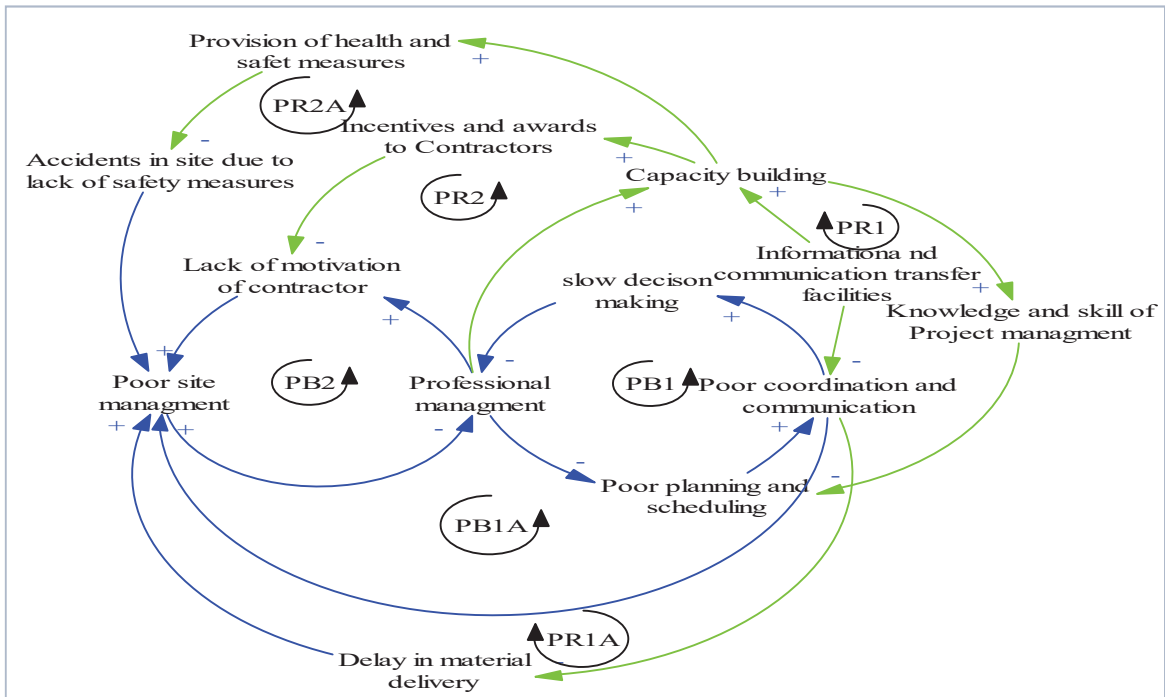 Provision of health and
safet measures
+
PR2A
-
Incentives and awards
to Contractors
+
Accidents in site due to
lack of safety measures
Capacity building
+
+
PR2
PR1
-
Lack of motivation
of contractor
+
slow decison
making
+
Informationa nd
communication transfer
facilities
+
Knowledge and skill of
Project managment
-
-
+
Poor site
managment
+
+
PB2
Professional
managment
-
PB1
Poor coordination and
communication
+
-
-
Poor planning and
scheduling
PB1A
PR1A
-
Delay in material
delivery